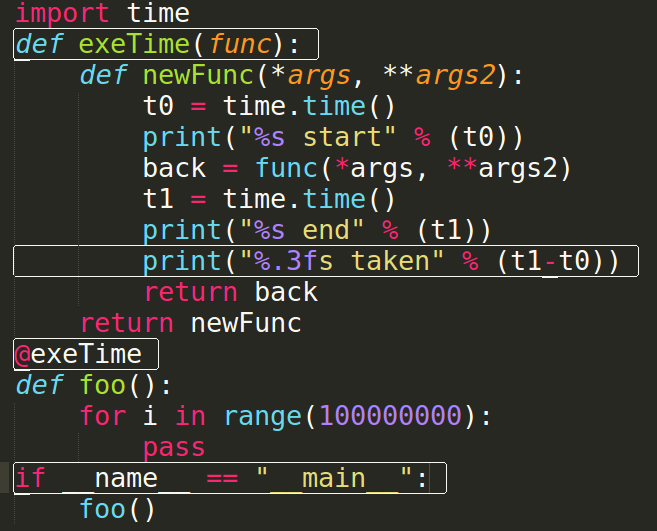 import time
def exeTime(func):
    def newFunc(*args, **args2):
        t0 = time.time()
        print("%s start" % (t0))
        back = func(*args, **args2)
        t1 = time.time()
        print("%s end" % (t1))
        print("%.3fs taken" % (t1-t0))
        return back
    return newFunc
@exeTime
def foo():
    for i in range(100000000):
        pass
if __name__ == "__main__":
    foo()